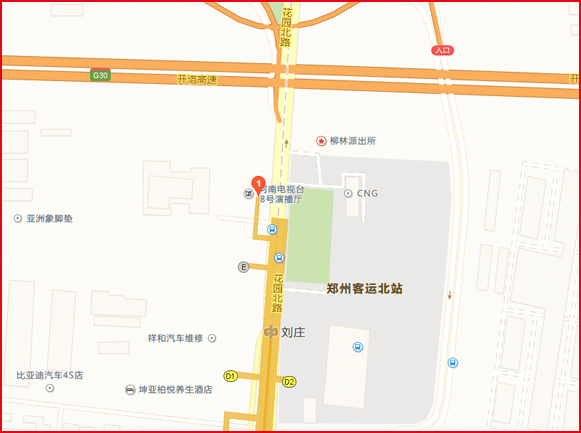 花园北路
入口
G30
开洛高速
开
柳林派出所
1
河南电视台
8号演播厅
CNG
亚洲象脚垫
E
花园北路
郑州客运北站
刘庄
祥和汽车维修
比亚迪汽车4S店
D1
D2
坤亚柏悦养生酒店